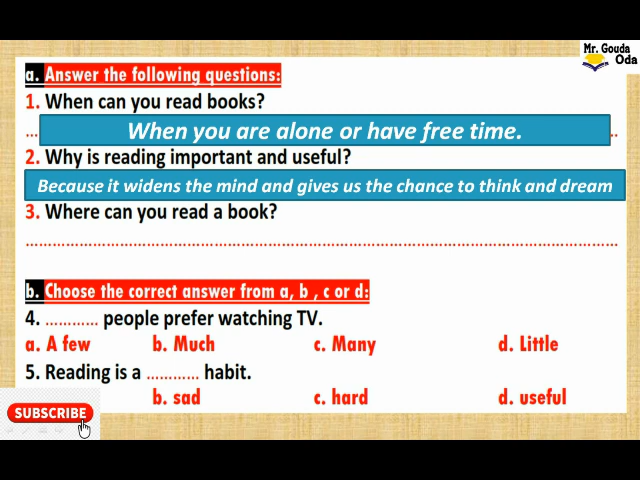 Mr. Gouda
Oda
a. Answer the following questions:
1. When can you read books?
When you are alone or have free time.
2. Why is reading important and useful?
Because it widens the mind and gives us the chance to think and dream
3. Where can you read a book?
....................................................................................................
b. Choose the correct answer from a, b , c or d:
4. ............ people prefer watching TV.
a. A few b. Much c. Many d. Little
5. Reading is a ............ habit.
b. sad c. hard d. useful
SUBSCRIBE